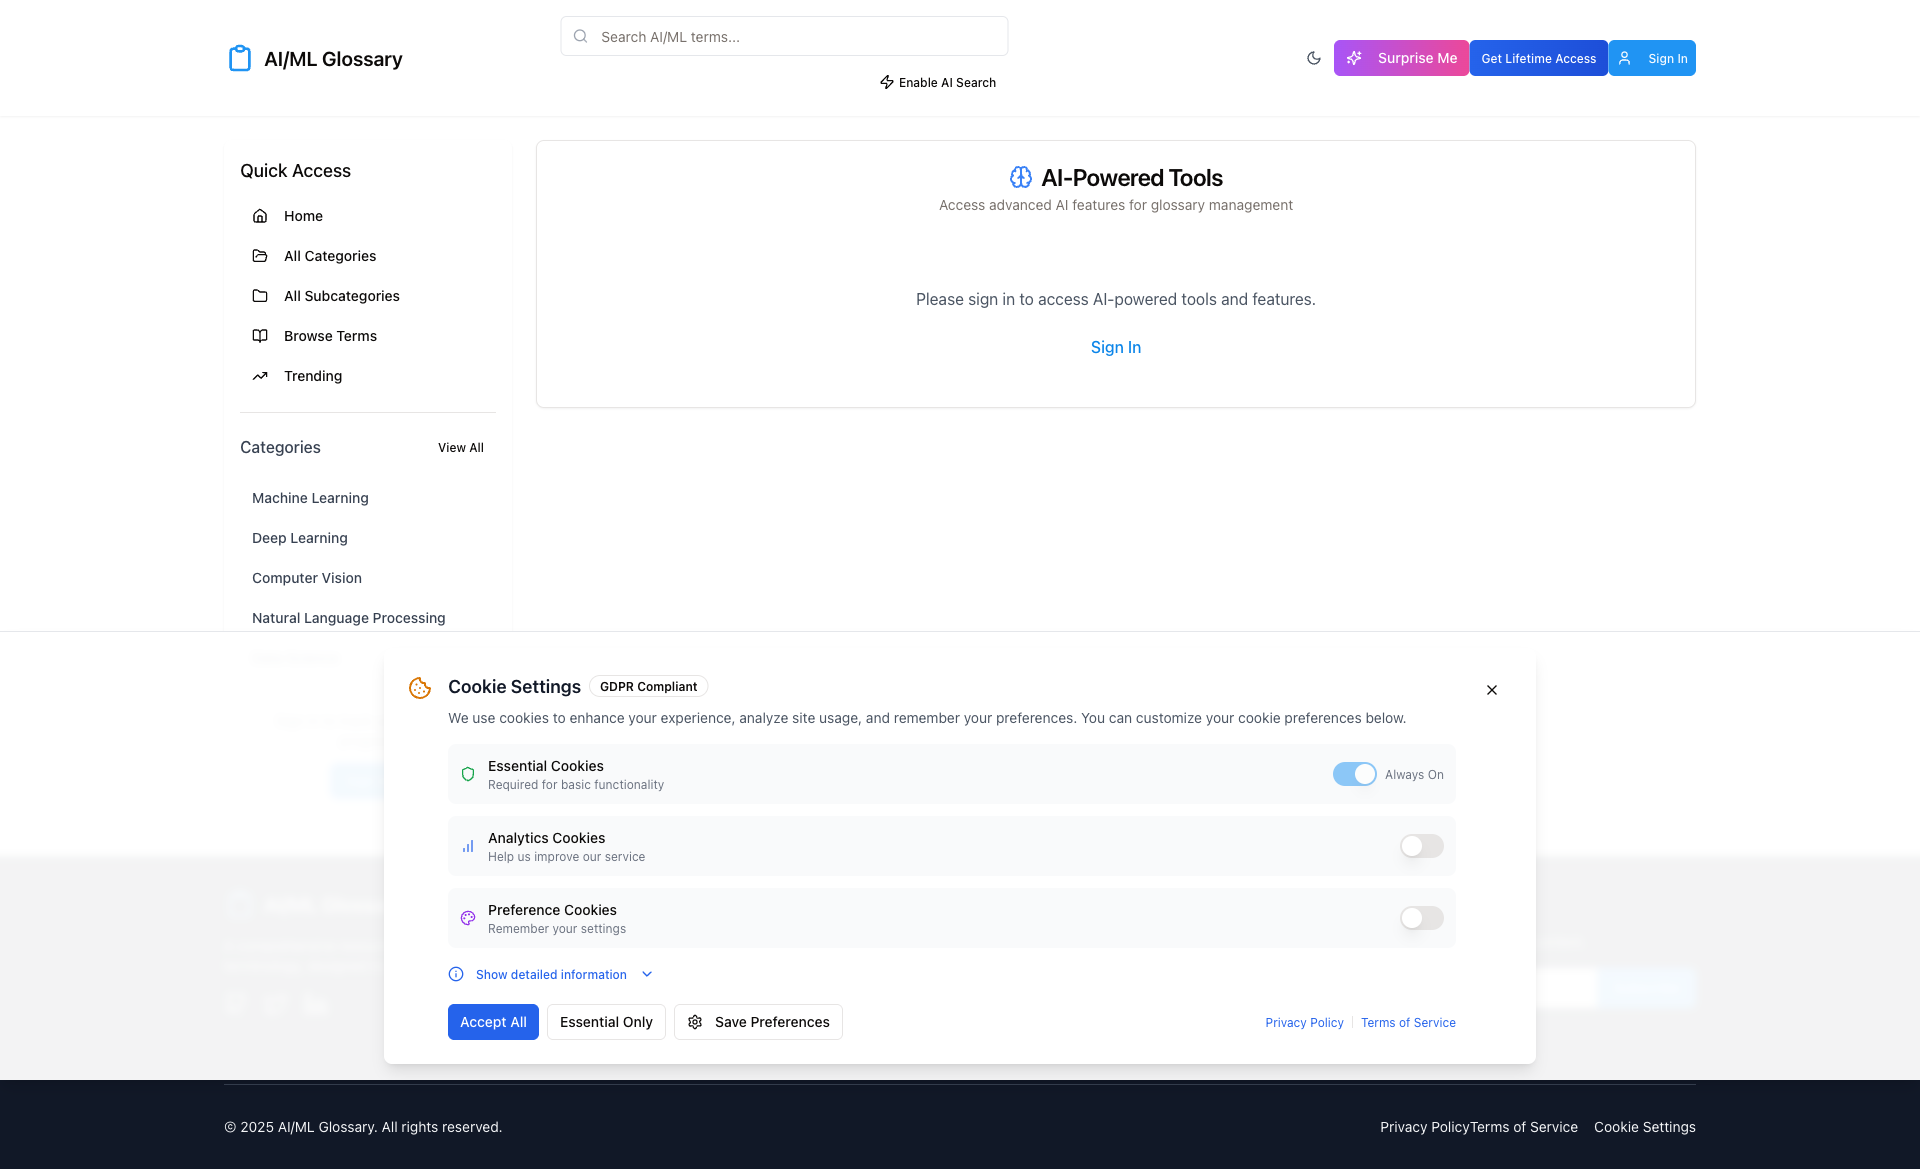 AI/ML Glossary
Search AI/ML terms...
Enable AI Search
Surprise Me
Get Lifetime Access
Sign In
Quick Access
Home
All Categories
All Subcategories
Browse Terms
Trending
Categories
View All
Machine Learning
Deep Learning
Computer Vision
Natural Language Processing
AI-Powered Tools
Access advanced AI features for glossary management
Please sign in to access AI-powered tools and features.
Sign In
Cookie Settings
GDPR Compliant
We use cookies to enhance your experience, analyze site usage, and remember your preferences. You can customize your cookie preferences below.
Essential Cookies
Required for basic functionality
Always On
Analytics Cookies
Help us improve our service
Preference Cookies
Remember your settings
Show detailed information
Accept All
Essential Only
Save Preferences
Privacy Policy
Terms of Service
© 2025 AI/ML Glossary. All rights reserved.
Privacy PolicyTerms of Service
Cookie Settings